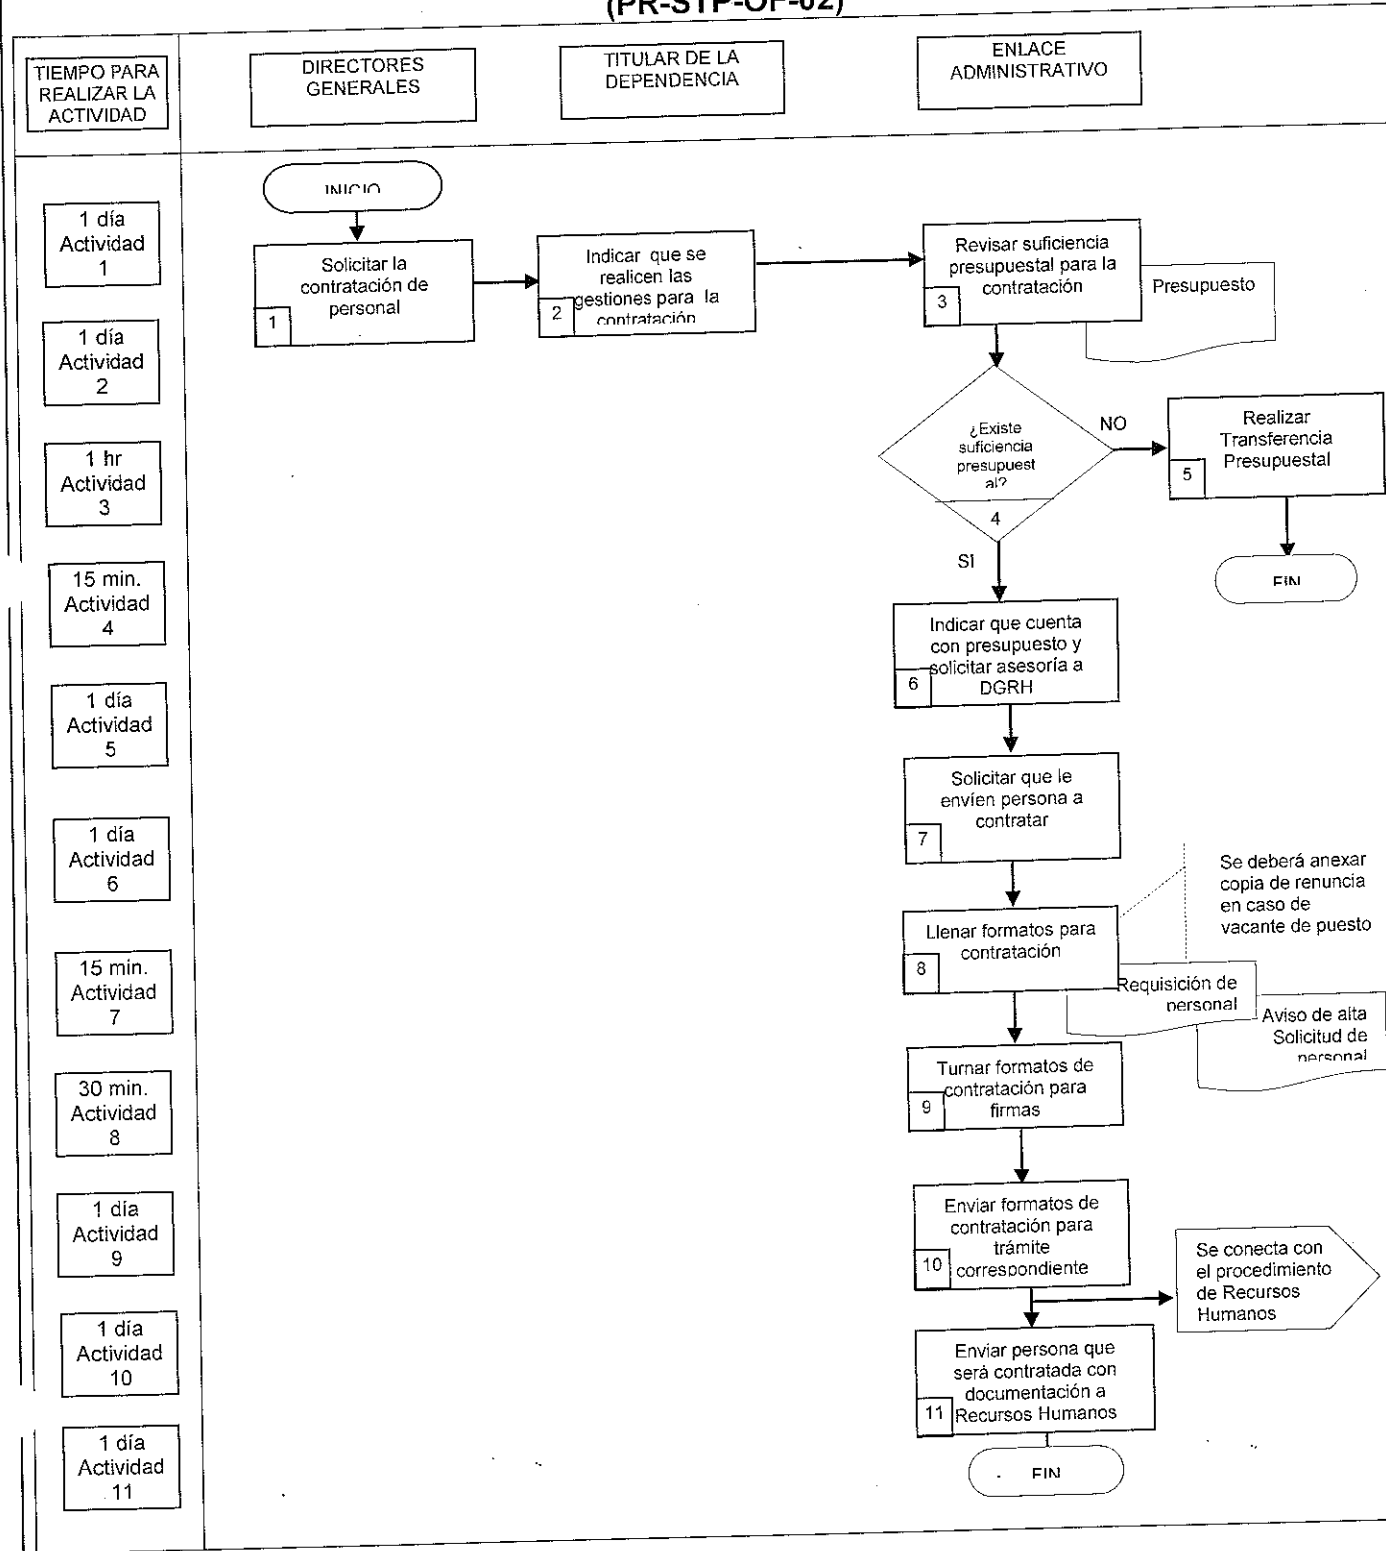 (PR-STP-OF-02)
TIEMPO PARA
REALIZAR LA
ACTIVIDAD
DIRECTORES
GENERALES
TITULAR DE LA
DEPENDENCIA
ENLACE
ADMINISTRATIVO
1 día
Actividad
1
1 día
Actividad
2
1 hr
Actividad
3
15 min.
Actividad
4
1 día
Actividad
5
1 día
Actividad
6
15 min.
Actividad
7
30 min.
Actividad
8
1 día
Actividad
9
1 día
Actividad
10
1 día
Actividad
11
INICIO
Solicitar la
contratación de
personal
1
Indicar que se
realicen las
gestiones para la
contratación
2
Revisar suficiencia
presupuestal para la
contratación
3
Presupuesto
¿Existe
suficiencia
presupuest
al?
4
NO
Realizar
Transferencia
Presupuestal
5
FIN
SI
Indicar que cuenta
con presupuesto y
solicitar asesoría a
DGRH
6
Solicitar que le
envíen persona a
contratar
7
Llenar formatos para
contratación
8
Se deberá anexar
copia de renuncia
en caso de
vacante de puesto
Requisición de
personal
Aviso de alta
Solicitud de
personal
Turnar formatos de
contratación para
firmas
9
Enviar formatos de
contratación para
trámite
correspondiente
10
Se conecta con
el procedimiento
de Recursos
Humanos
Enviar persona que
será contratada con
documentación a
Recursos Humanos
11
FIN